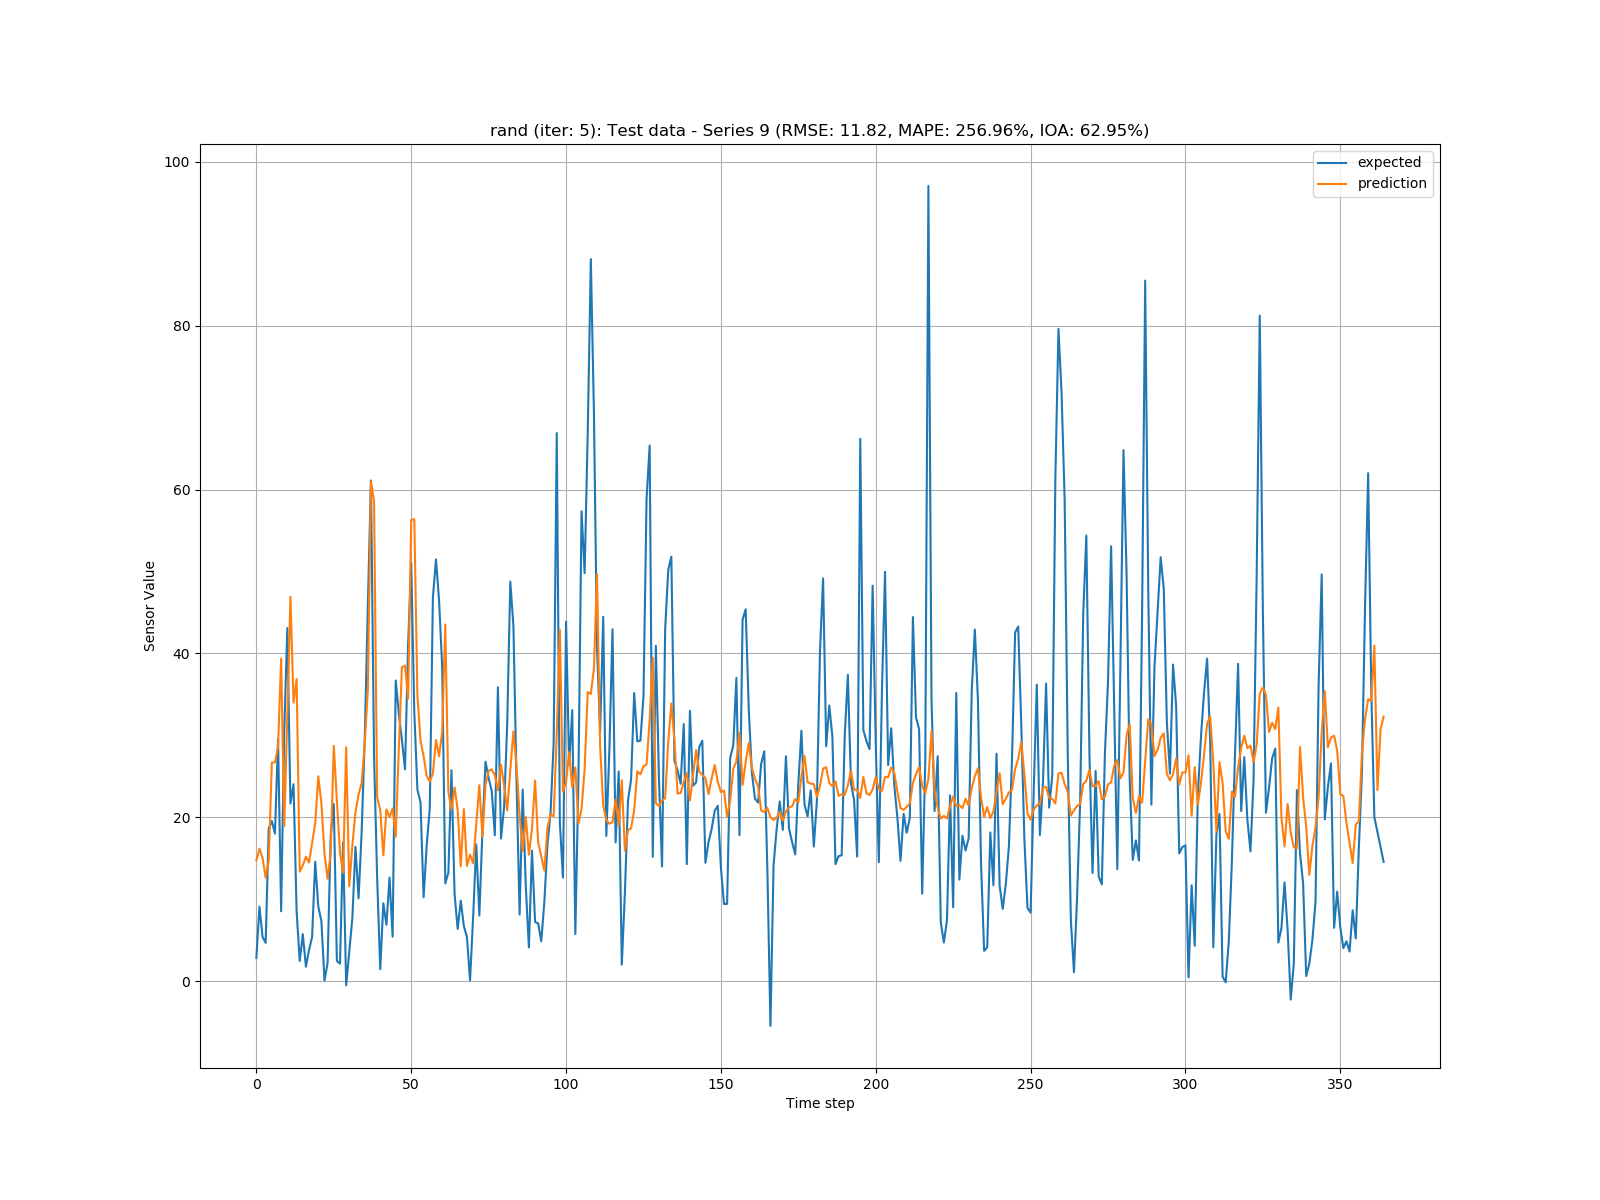 rand (iter: 5): Test data - Series 9 (RMSE: 11.82, MAPE: 256.96%, IOA: 62.95%)
expected
prediction
Sensor Value
100
80
60
40
20
0
0 50 100 150 200 250 300 350
Time step